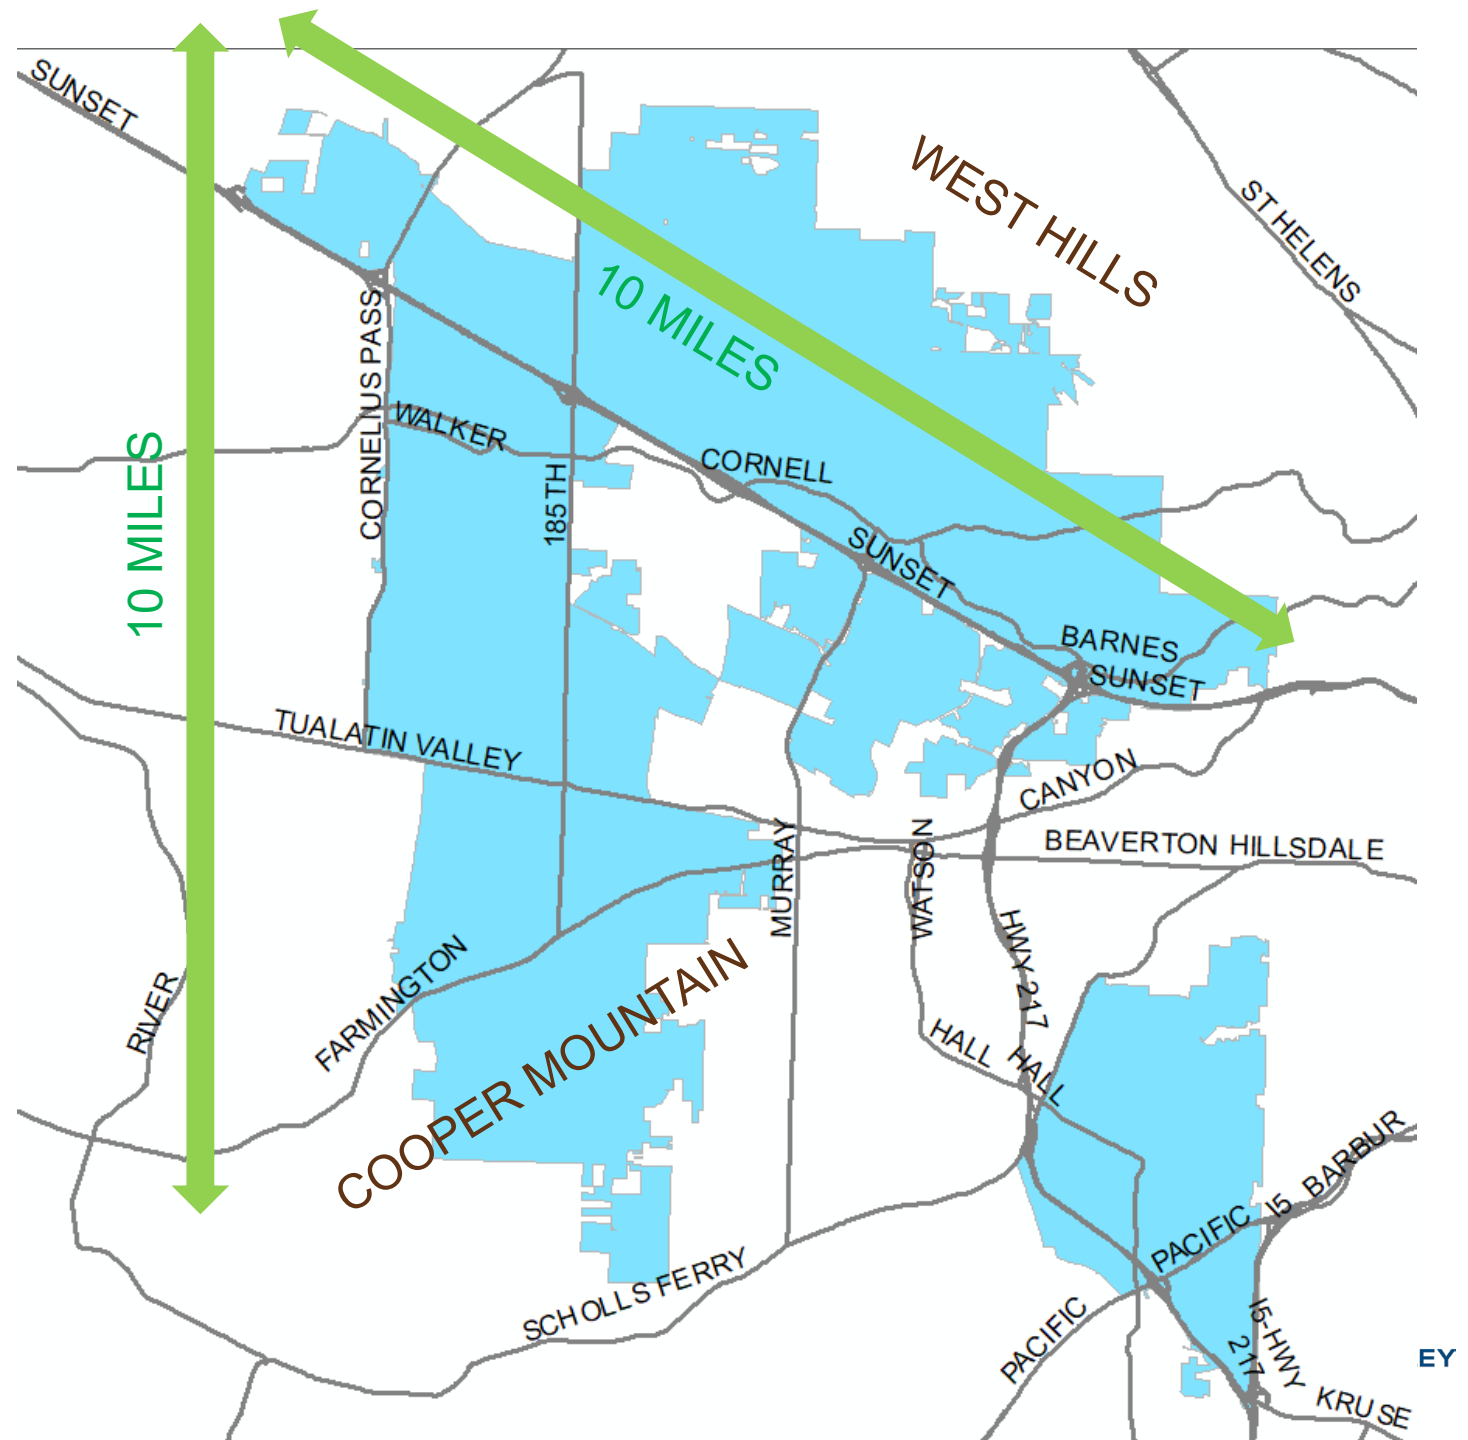 SUNSET
WEST HILLS
ST HELENS
10 MILES
CORNELIUS PASS
WALKER
CORNELL
10 MILES
185TH
SUNSET
BARNES
SUNSET
TUALATIN VALLEY
CANYON
MURRAY
WATSON
BEAVERTON HILLSDALE
HWY 217
FARMINGTON
COOPER MOUNTAIN
RIVER
HALL
HALL
BARBUR
I5
PACIFIC
SCHOLLS FERRY
PACIFIC
I5-HWY
217
EY
KRUSE